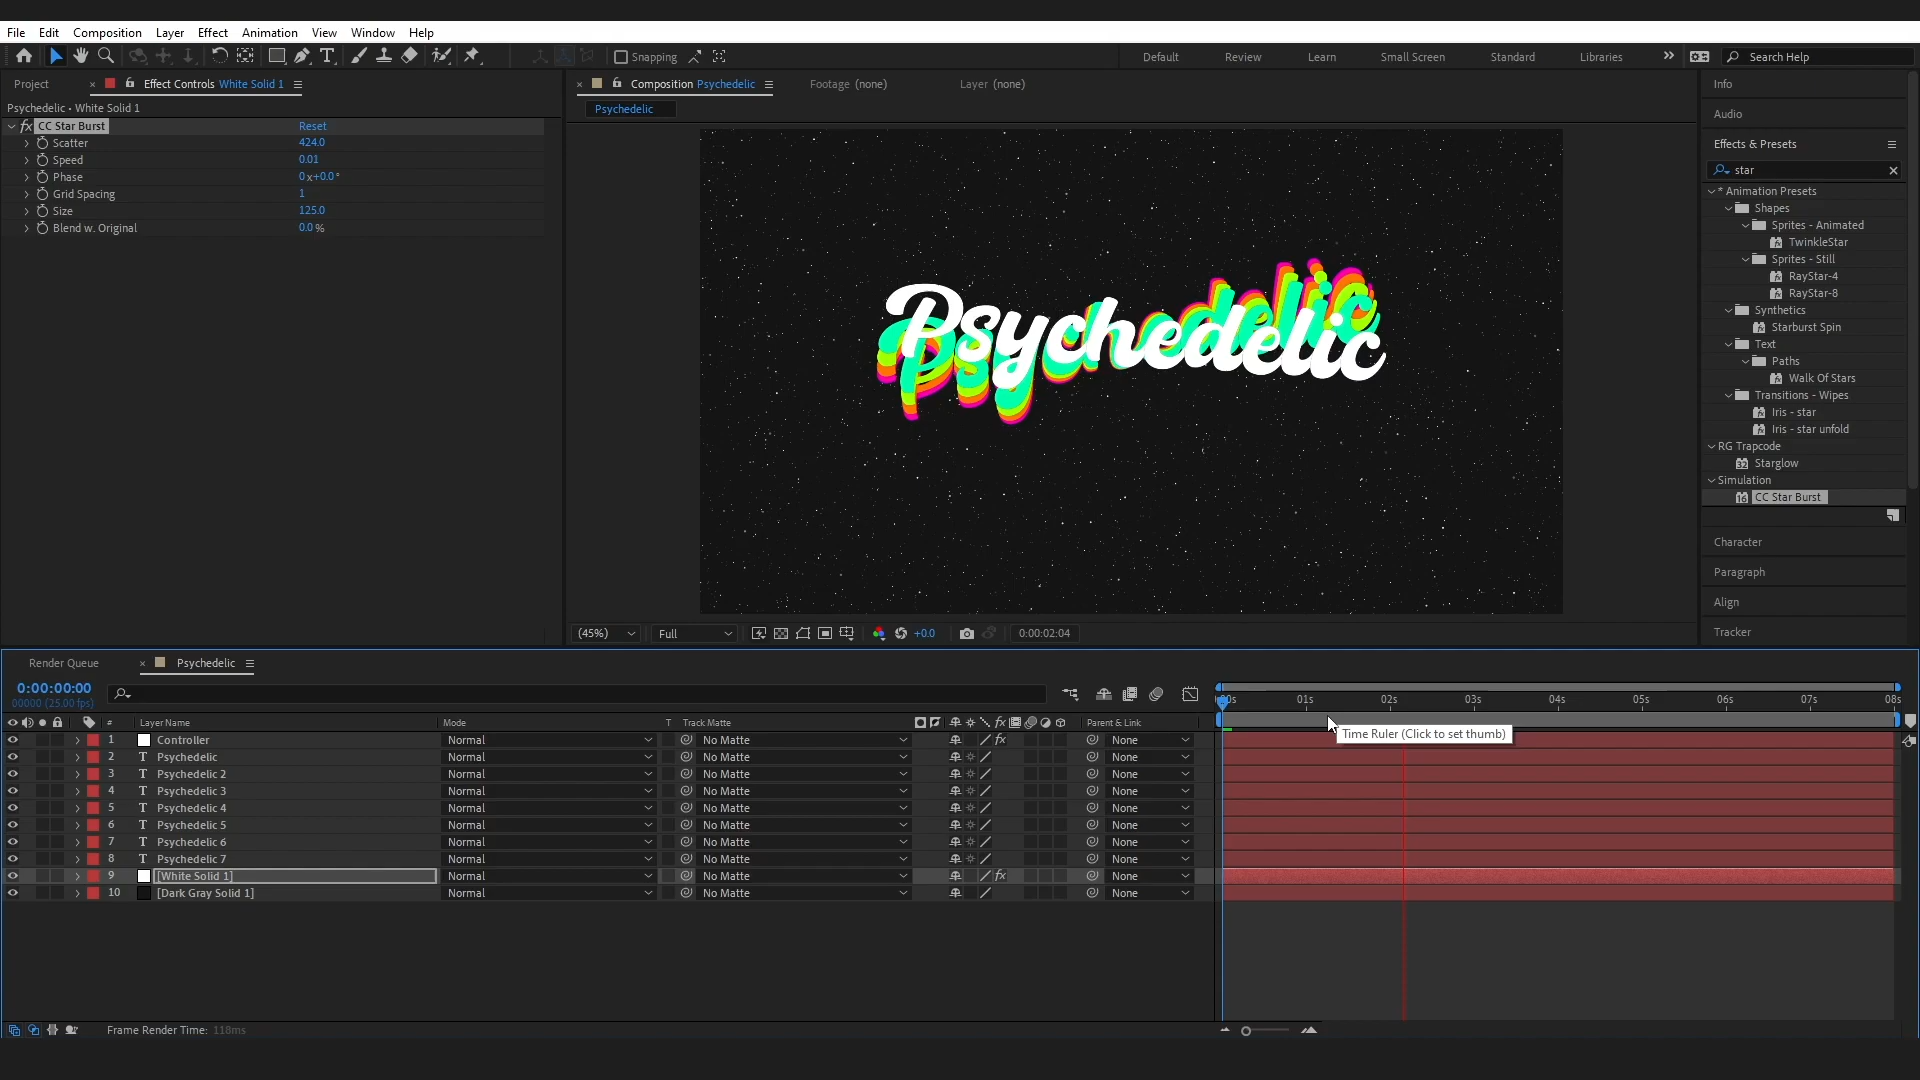 File Edit Composition Layer Effect Animation View Window Help
Snapping
Default Review Learn Small Screen Standard Libraries
Search Help
Project
Effect Controls White Solid 1
Psychedelic • White Solid 1
fx CC Star Burst Reset
Scatter 424.0
Speed 0.01
Phase 0x+0.0°
Grid Spacing 1
Size 125.0
Blend w. Original 0.0 %
Composition Psychedelic
Footage (none)
Layer (none)
Psychedelic
Psychedelic
(45%) Full +0.0 0:00:02:04
Info
Audio
Effects & Presets
star
* Animation Presets
Shapes
Sprites - Animated
TwinkleStar
Sprites - Still
RayStar-4
RayStar-8
Synthetics
Starburst Spin
Text
Paths
Walk Of Stars
Transitions - Wipes
Iris - star
Iris - star unfold
RG Trapcode
32 Starglow
Simulation
16 CC Star Burst
Character
Paragraph
Align
Tracker
Render Queue Psychedelic
0:00:00:00
00000 (25.00 fps)
:00s 01s 02s 03s 04s 05s 06s 07s 08s
# Layer Name Mode T Track Matte fx Parent & Link
1 Controller Normal No Matte fx None
2 T Psychedelic Normal No Matte None
3 T Psychedelic 2 Normal No Matte None
4 T Psychedelic 3 Normal No Matte None
5 T Psychedelic 4 Normal No Matte None
6 T Psychedelic 5 Normal No Matte None
7 T Psychedelic 6 Normal No Matte None
8 T Psychedelic 7 Normal No Matte None
9 [White Solid 1] Normal No Matte fx None
10 [Dark Gray Solid 1] Normal No Matte None
Time Ruler (Click to set thumb)
Frame Render Time: 118ms